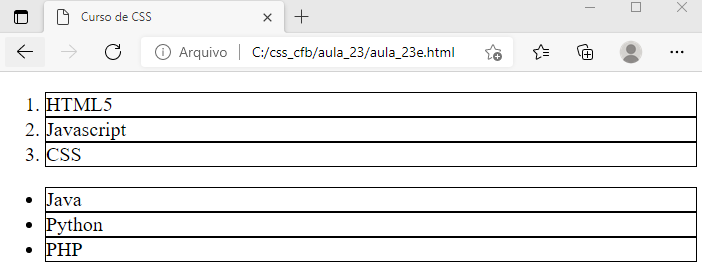 Curso de CSS
Arquivo C:/css_cfb/aula_23/aula_23e.html
1. HTML5
2. Javascript
3. CSS
• Java
• Python
• PHP